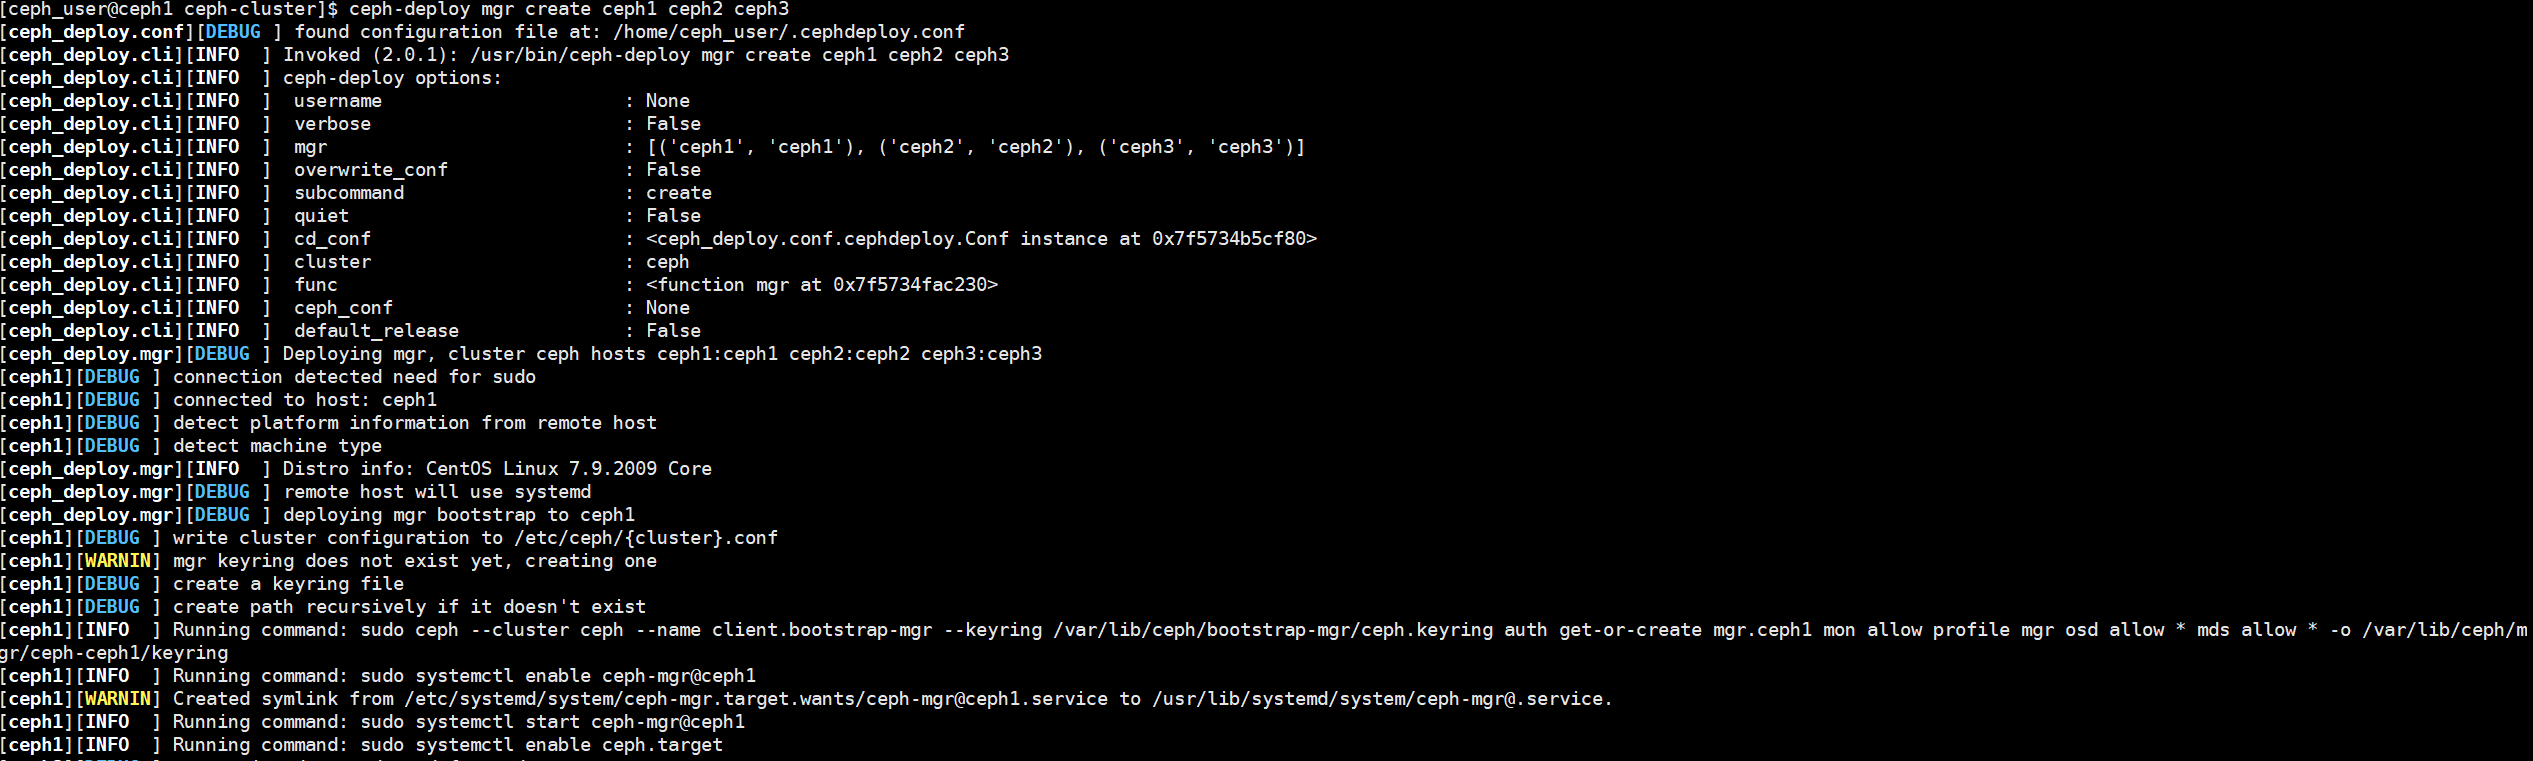 [ceph_user@ceph1 ceph-cluster]$ ceph-deploy mgr create ceph1 ceph2 ceph3
[ceph_deploy.conf][DEBUG ] found configuration file at: /home/ceph_user/.cephdeploy.conf
[ceph_deploy.cli][INFO  ] Invoked (2.0.1): /usr/bin/ceph-deploy mgr create ceph1 ceph2 ceph3
[ceph_deploy.cli][INFO  ] ceph-deploy options:
[ceph_deploy.cli][INFO  ]  username                      : None
[ceph_deploy.cli][INFO  ]  verbose                       : False
[ceph_deploy.cli][INFO  ]  mgr                           : [('ceph1', 'ceph1'), ('ceph2', 'ceph2'), ('ceph3', 'ceph3')]
[ceph_deploy.cli][INFO  ]  overwrite_conf                : False
[ceph_deploy.cli][INFO  ]  subcommand                    : create
[ceph_deploy.cli][INFO  ]  quiet                         : False
[ceph_deploy.cli][INFO  ]  cd_conf                       : <ceph_deploy.conf.cephdeploy.Conf instance at 0x7f5734b5cf80>
[ceph_deploy.cli][INFO  ]  cluster                       : ceph
[ceph_deploy.cli][INFO  ]  func                          : <function mgr at 0x7f5734fac230>
[ceph_deploy.cli][INFO  ]  ceph_conf                     : None
[ceph_deploy.cli][INFO  ]  default_release               : False
[ceph_deploy.mgr][DEBUG ] Deploying mgr, cluster ceph hosts ceph1:ceph1 ceph2:ceph2 ceph3:ceph3
[ceph1][DEBUG ] connection detected need for sudo
[ceph1][DEBUG ] connected to host: ceph1
[ceph1][DEBUG ] detect platform information from remote host
[ceph1][DEBUG ] detect machine type
[ceph_deploy.mgr][INFO  ] Distro info: CentOS Linux 7.9.2009 Core
[ceph_deploy.mgr][DEBUG ] remote host will use systemd
[ceph_deploy.mgr][DEBUG ] deploying mgr bootstrap to ceph1
[ceph1][DEBUG ] write cluster configuration to /etc/ceph/{cluster}.conf
[ceph1][WARNIN] mgr keyring does not exist yet, creating one
[ceph1][DEBUG ] create a keyring file
[ceph1][DEBUG ] create path recursively if it doesn't exist
[ceph1][INFO  ] Running command: sudo ceph --cluster ceph --name client.bootstrap-mgr --keyring /var/lib/ceph/bootstrap-mgr/ceph.keyring auth get-or-create mgr.ceph1 mon allow profile mgr osd allow * mds allow * -o /var/lib/ceph/m
gr/ceph-ceph1/keyring
[ceph1][INFO  ] Running command: sudo systemctl enable ceph-mgr@ceph1
[ceph1][WARNIN] Created symlink from /etc/systemd/system/ceph-mgr.target.wants/ceph-mgr@ceph1.service to /usr/lib/systemd/system/ceph-mgr@.service.
[ceph1][INFO  ] Running command: sudo systemctl start ceph-mgr@ceph1
[ceph1][INFO  ] Running command: sudo systemctl enable ceph.target